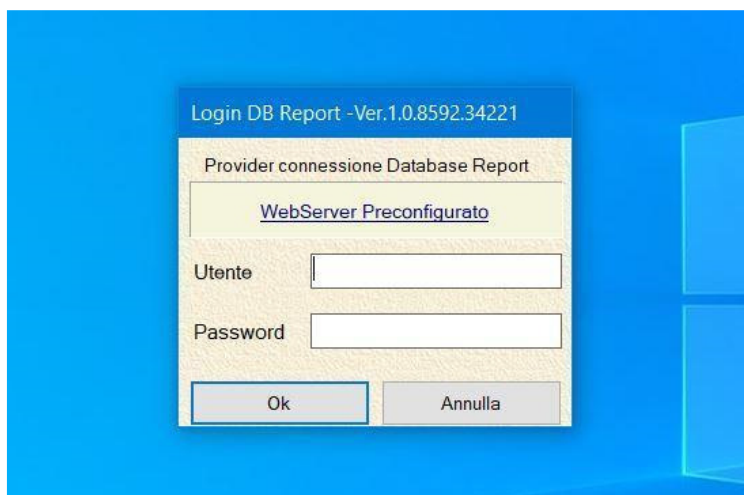 Login DB Report -Ver.1.0.8592.34221
Provider connessione Database Report
WebServer Preconfigurato
Utente
Password
Ok
Annulla